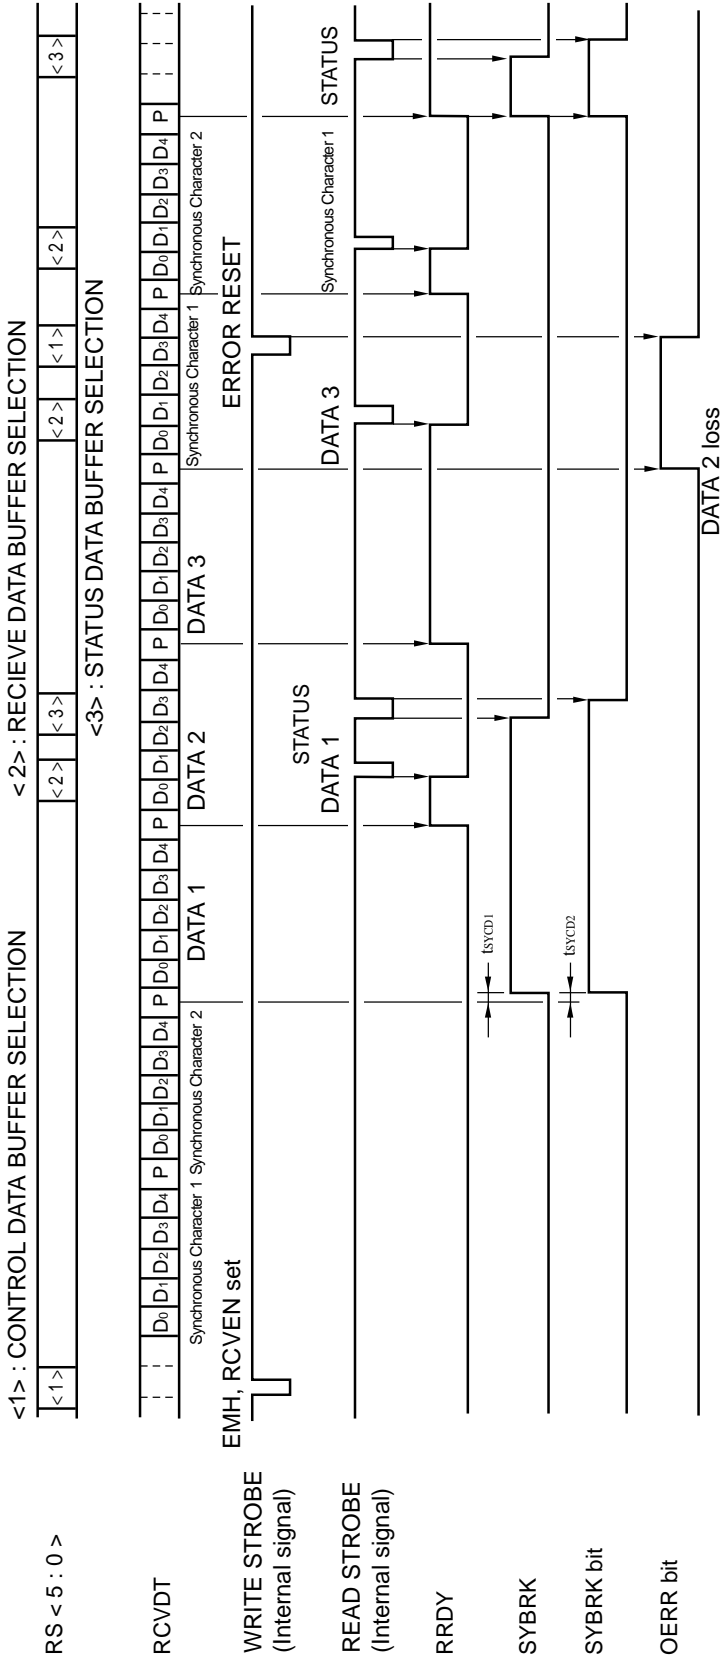 <1> : CONTROL DATA BUFFER SELECTION
< 2> : RECIEVE DATA BUFFER SELECTION
<3> : STATUS DATA BUFFER SELECTION
RS < 5 : 0 >
< 1 > < 2 > < 3 > < 2 > < 1 > < 2 > < 3 >
RCVDT
D0 D1 D2 D3 D4 P D0 D1 D2 D3 D4 P D0 D1 D2 D3 D4 P D0 D1 D2 D3 D4 P D0 D1 D2 D3 D4 P D0 D1 D2 D3 D4 P D0 D1 D2 D3 D4 P
Synchronous Character 1 Synchronous Character 2 DATA 1 DATA 2 DATA 3 Synchronous Character 1 Synchronous Character 2
EMH, RCVEN set
ERROR RESET
WRITE STROBE
(Internal signal)
STATUS
DATA 1
DATA 3
Synchronous Character 1
STATUS
READ STROBE
(Internal signal)
RRDY
tSYCD1
SYBRK
tSYCD2
SYBRK bit
OERR bit
DATA 2 loss